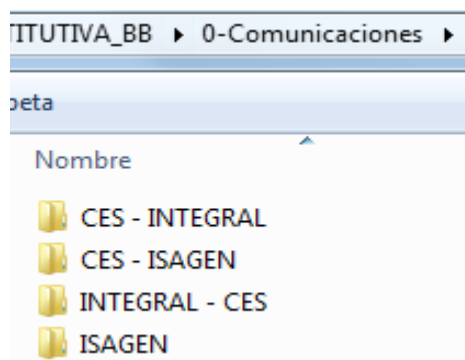 TITUTIVA_BB ▸ 0-Comunicaciones ▸
peta
Nombre
CES - INTEGRAL
CES - ISAGEN
INTEGRAL - CES
ISAGEN